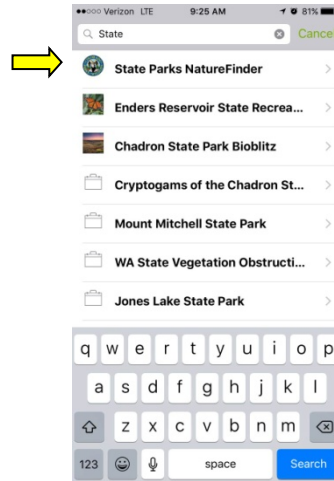 Verizon LTE 9:25 AM 81%
State Cance
State Parks NatureFinder
Enders Reservoir State Recrea...
Chadron State Park Bioblitz
Cryptogams of the Chadron St...
Mount Mitchell State Park
WA State Vegetation Obstructi...
Jones Lake State Park
q w e r t y u i o p
a s d f g h j k l
z x c v b n m
123 space Search